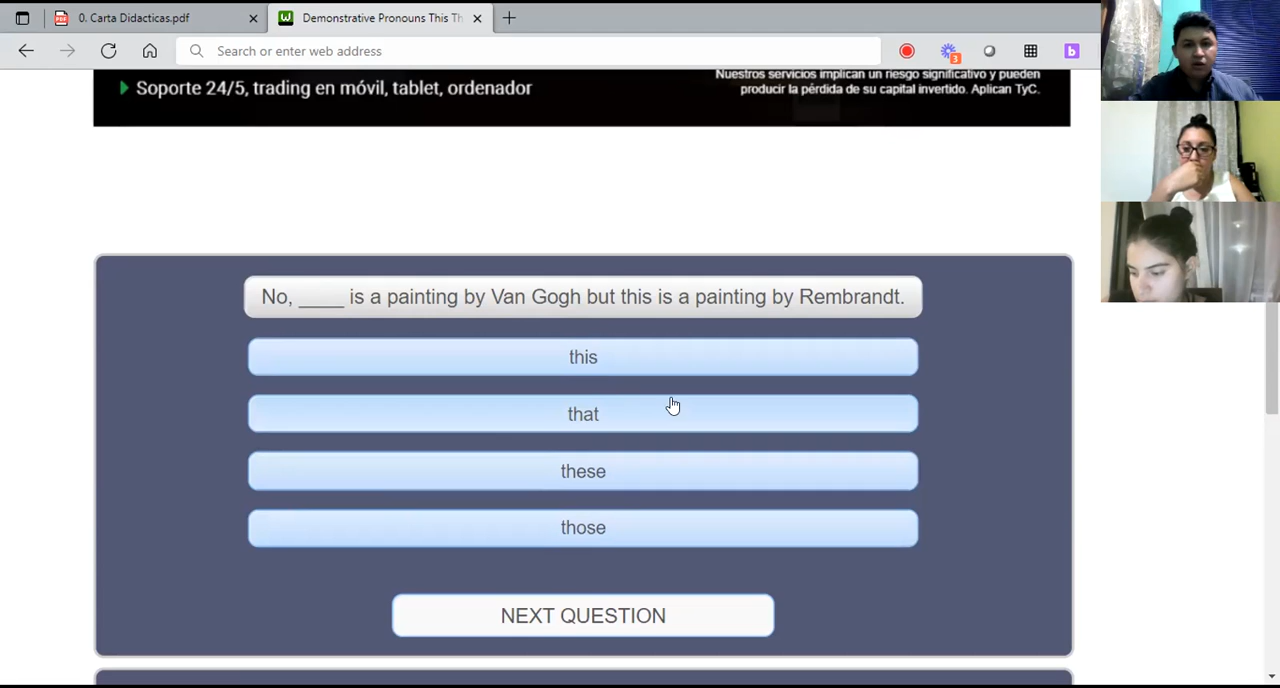 0. Carta Didacticas.pdf
Demonstrative Pronouns This Th
Search or enter web address
3
b
Soporte 24/5, trading en móvil, tablet, ordenador
Nuestros servicios implican un riesgo significativo y pueden
producir la pérdida de su capital invertido. Aplican TyC.
No, ____ is a painting by Van Gogh but this is a painting by Rembrandt.
this
that
these
those
NEXT QUESTION